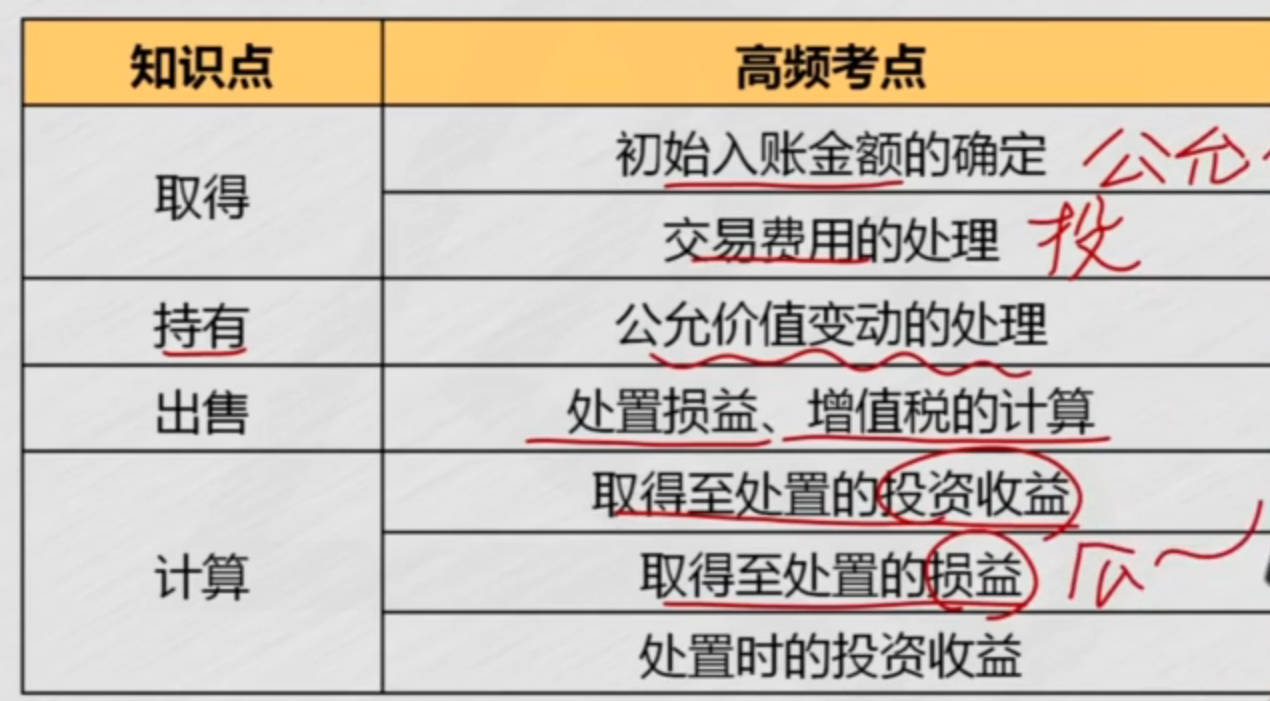 知识点 高频考点
取得
初始入账金额的确定 公允
交易费用的处理 投
持有 公允价值变动的处理
出售 处置损益、增值税的计算
计算
取得至处置的投资收益
取得至处置的损益
处置时的投资收益